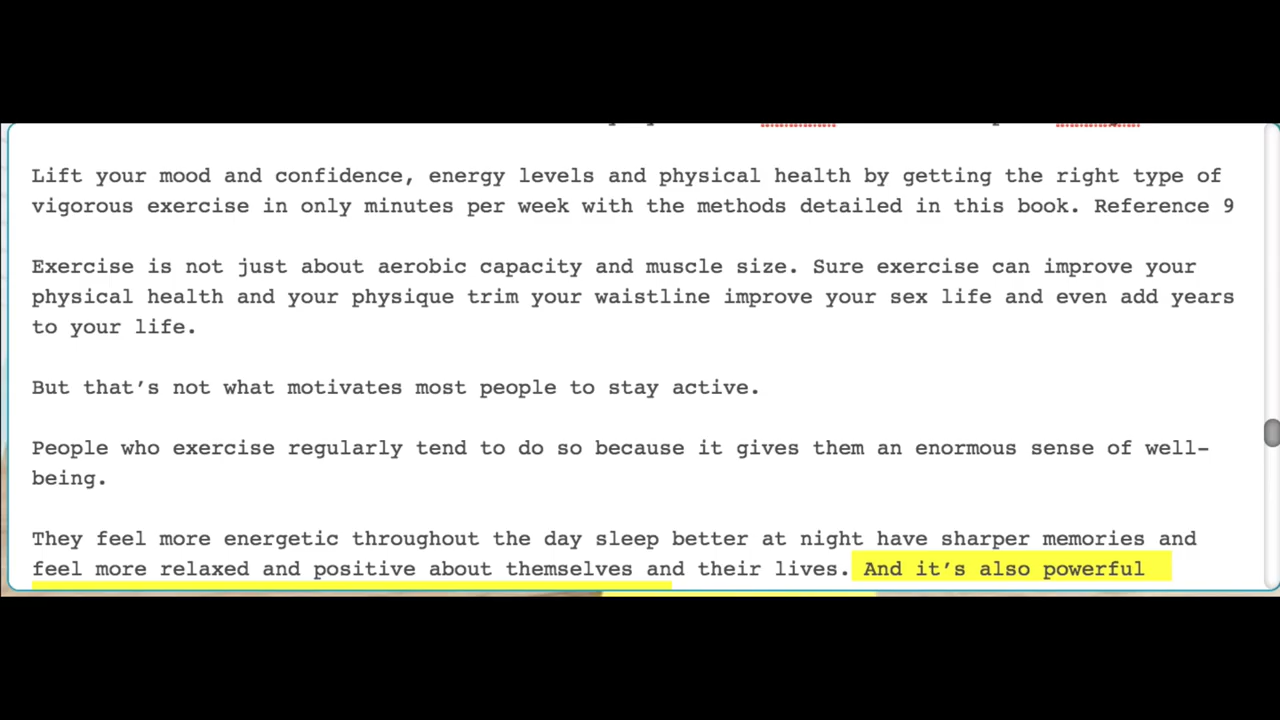 Lift your mood and confidence, energy levels and physical health by getting the right type of
vigorous exercise in only minutes per week with the methods detailed in this book. Reference 9
Exercise is not just about aerobic capacity and muscle size. Sure exercise can improve your
physical health and your physique trim your waistline improve your sex life and even add years
to your life.
But that’s not what motivates most people to stay active.
People who exercise regularly tend to do so because it gives them an enormous sense of well-
being.
They feel more energetic throughout the day sleep better at night have sharper memories and
feel more relaxed and positive about themselves and their lives. And it’s also powerful